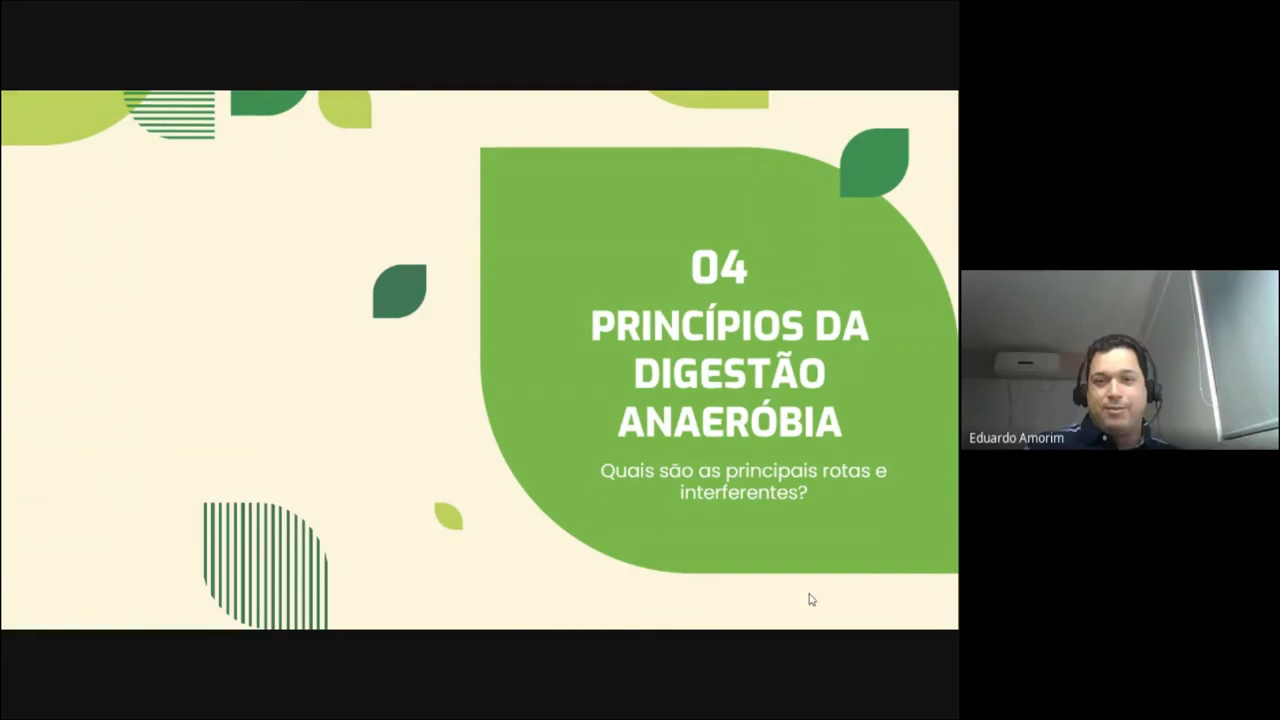 04
PRINCÍPIOS DA
DIGESTÃO
ANAERÓBIA
Quais são as principais rotas e
interferentes?
Eduardo Amorim